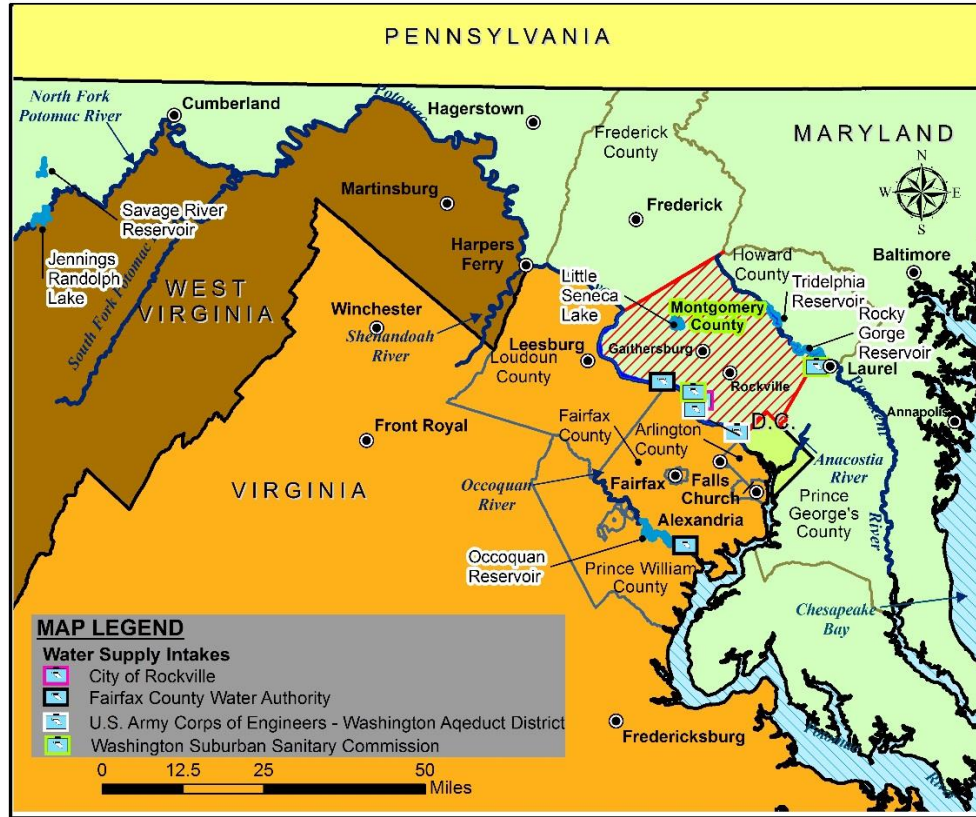 PENNSYLVANIA
North Fork
Potomac River
Cumberland
Potomac
Hagerstown
Frederick
County
MARYLAND
N
W
E
S
Savage River
Reservoir
Martinsburg
Frederick
Jennings
Randolph
Lake
South Fork Potomac
WEST
VIRGINIA
Harpers
Ferry
Howard
County
Baltimore
Little
Seneca
Lake
Tridelphia
Reservoir
Montgomery
County
Winchester
Shenandoah
River
Rocky
Gorge
Reservoir
Leesburg
Gaithersburg
Loudoun
County
Rockville
Laurel
Patuxent
River
Annapolis
D.C.
Front Royal
Fairfax
County
Arlington
County
Anacostia
River
VIRGINIA
Occoquan
River
Fairfax
Falls
Church
Prince
George's
County
Alexandria
Occoquan
Reservoir
Prince William
County
Chesapeake
Bay
MAP LEGEND
Water Supply Intakes
City of Rockville
Fairfax County Water Authority
U.S. Army Corps of Engineers - Washington Aqeduct District
Washington Suburban Sanitary Commission
Fredericksburg
Potomac
0 12.5 25 50
Miles